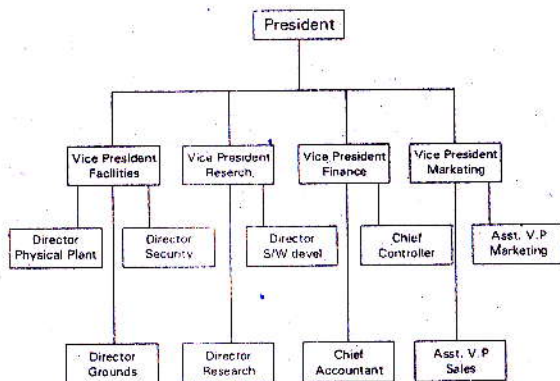 President
Vice President
Facilities
Vice President
Reserch
Vice President
Finance
Vice President
Marketing
Director
Physical Plant
Director
Security
Director
S/W devel
Chief
Controller
Asst. V.P
Marketing
Director
Grounds
Director
Research
Chief
Accountant
Asst. V.P
Sales